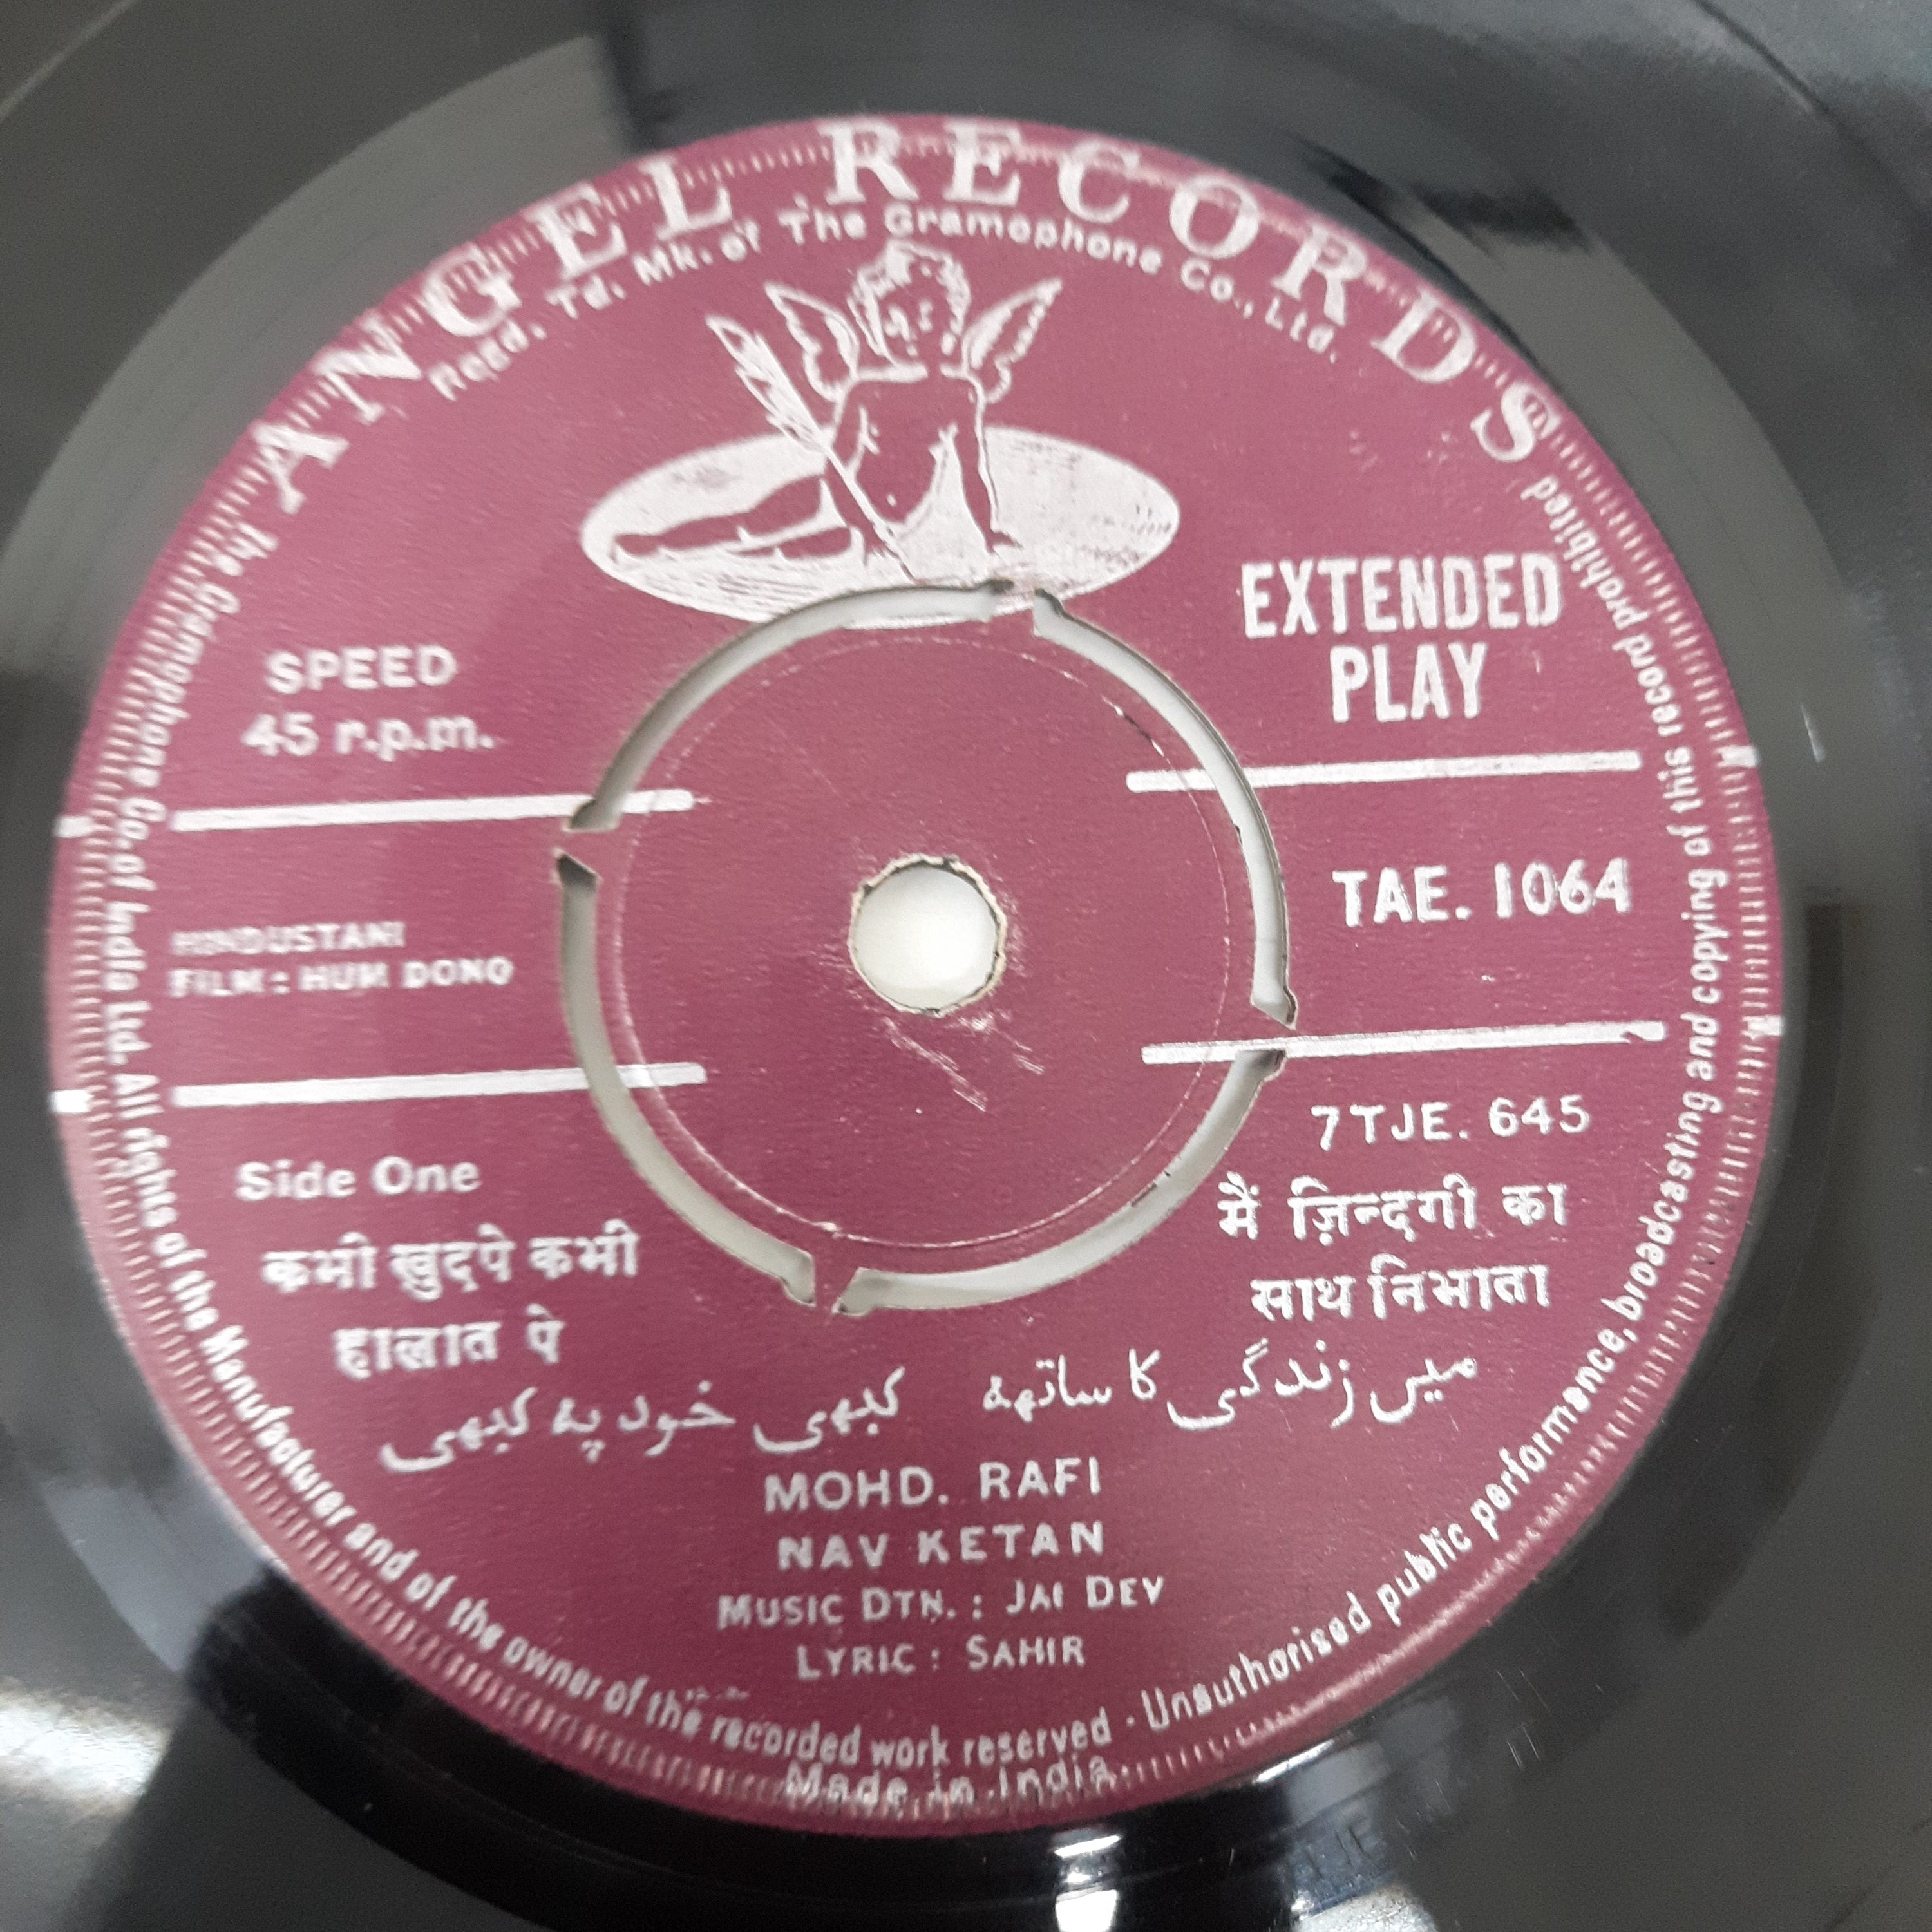 ANGEL RECORDS
Regd. Td. Mk. of The Gramophone Co., Ltd.
SPEED
45 r.p.m.
EXTENDED
PLAY
HINDUSTANI
FILM : HUM DONO
TAE. 1064
Side One
कभी खुदपे कभी
हालात पे
7TJE. 645
मैं ज़िन्दगी का
साथ निभाता
میں زندگی کا ساتھ کبھی خود پہ کبھی
MOHD. RAFI
NAV KETAN
MUSIC DTN. : JAI DEV
LYRIC : SAHIR
the Gramophone Co. of India Ltd. All rights of the Manufacturer and of the owner of the recorded work reserved · Unauthorised public performance, broadcasting and copying of this record prohibited
Made in India